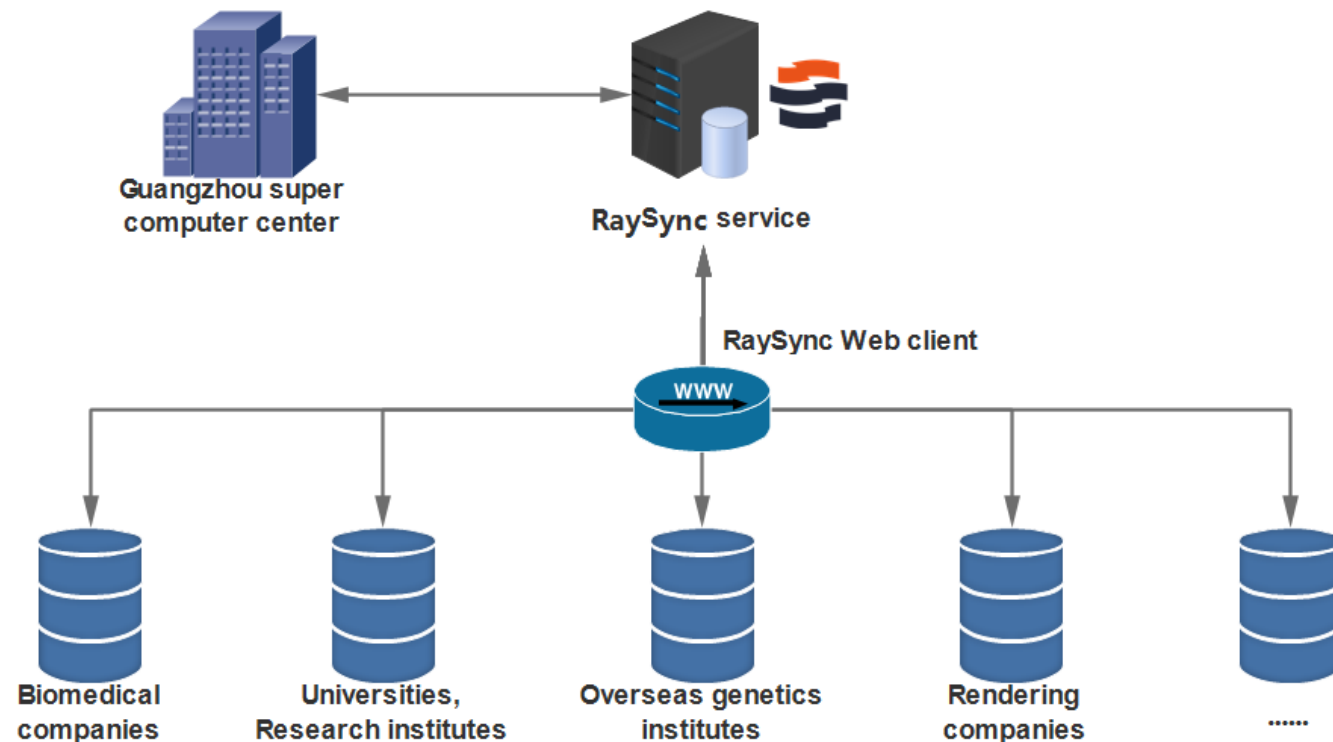 Guangzhou super
computer center
RaySync service
RaySync Web client
WWW
Biomedical
companies
Universities,
Research institutes
Overseas genetics
institutes
Rendering
companies
......